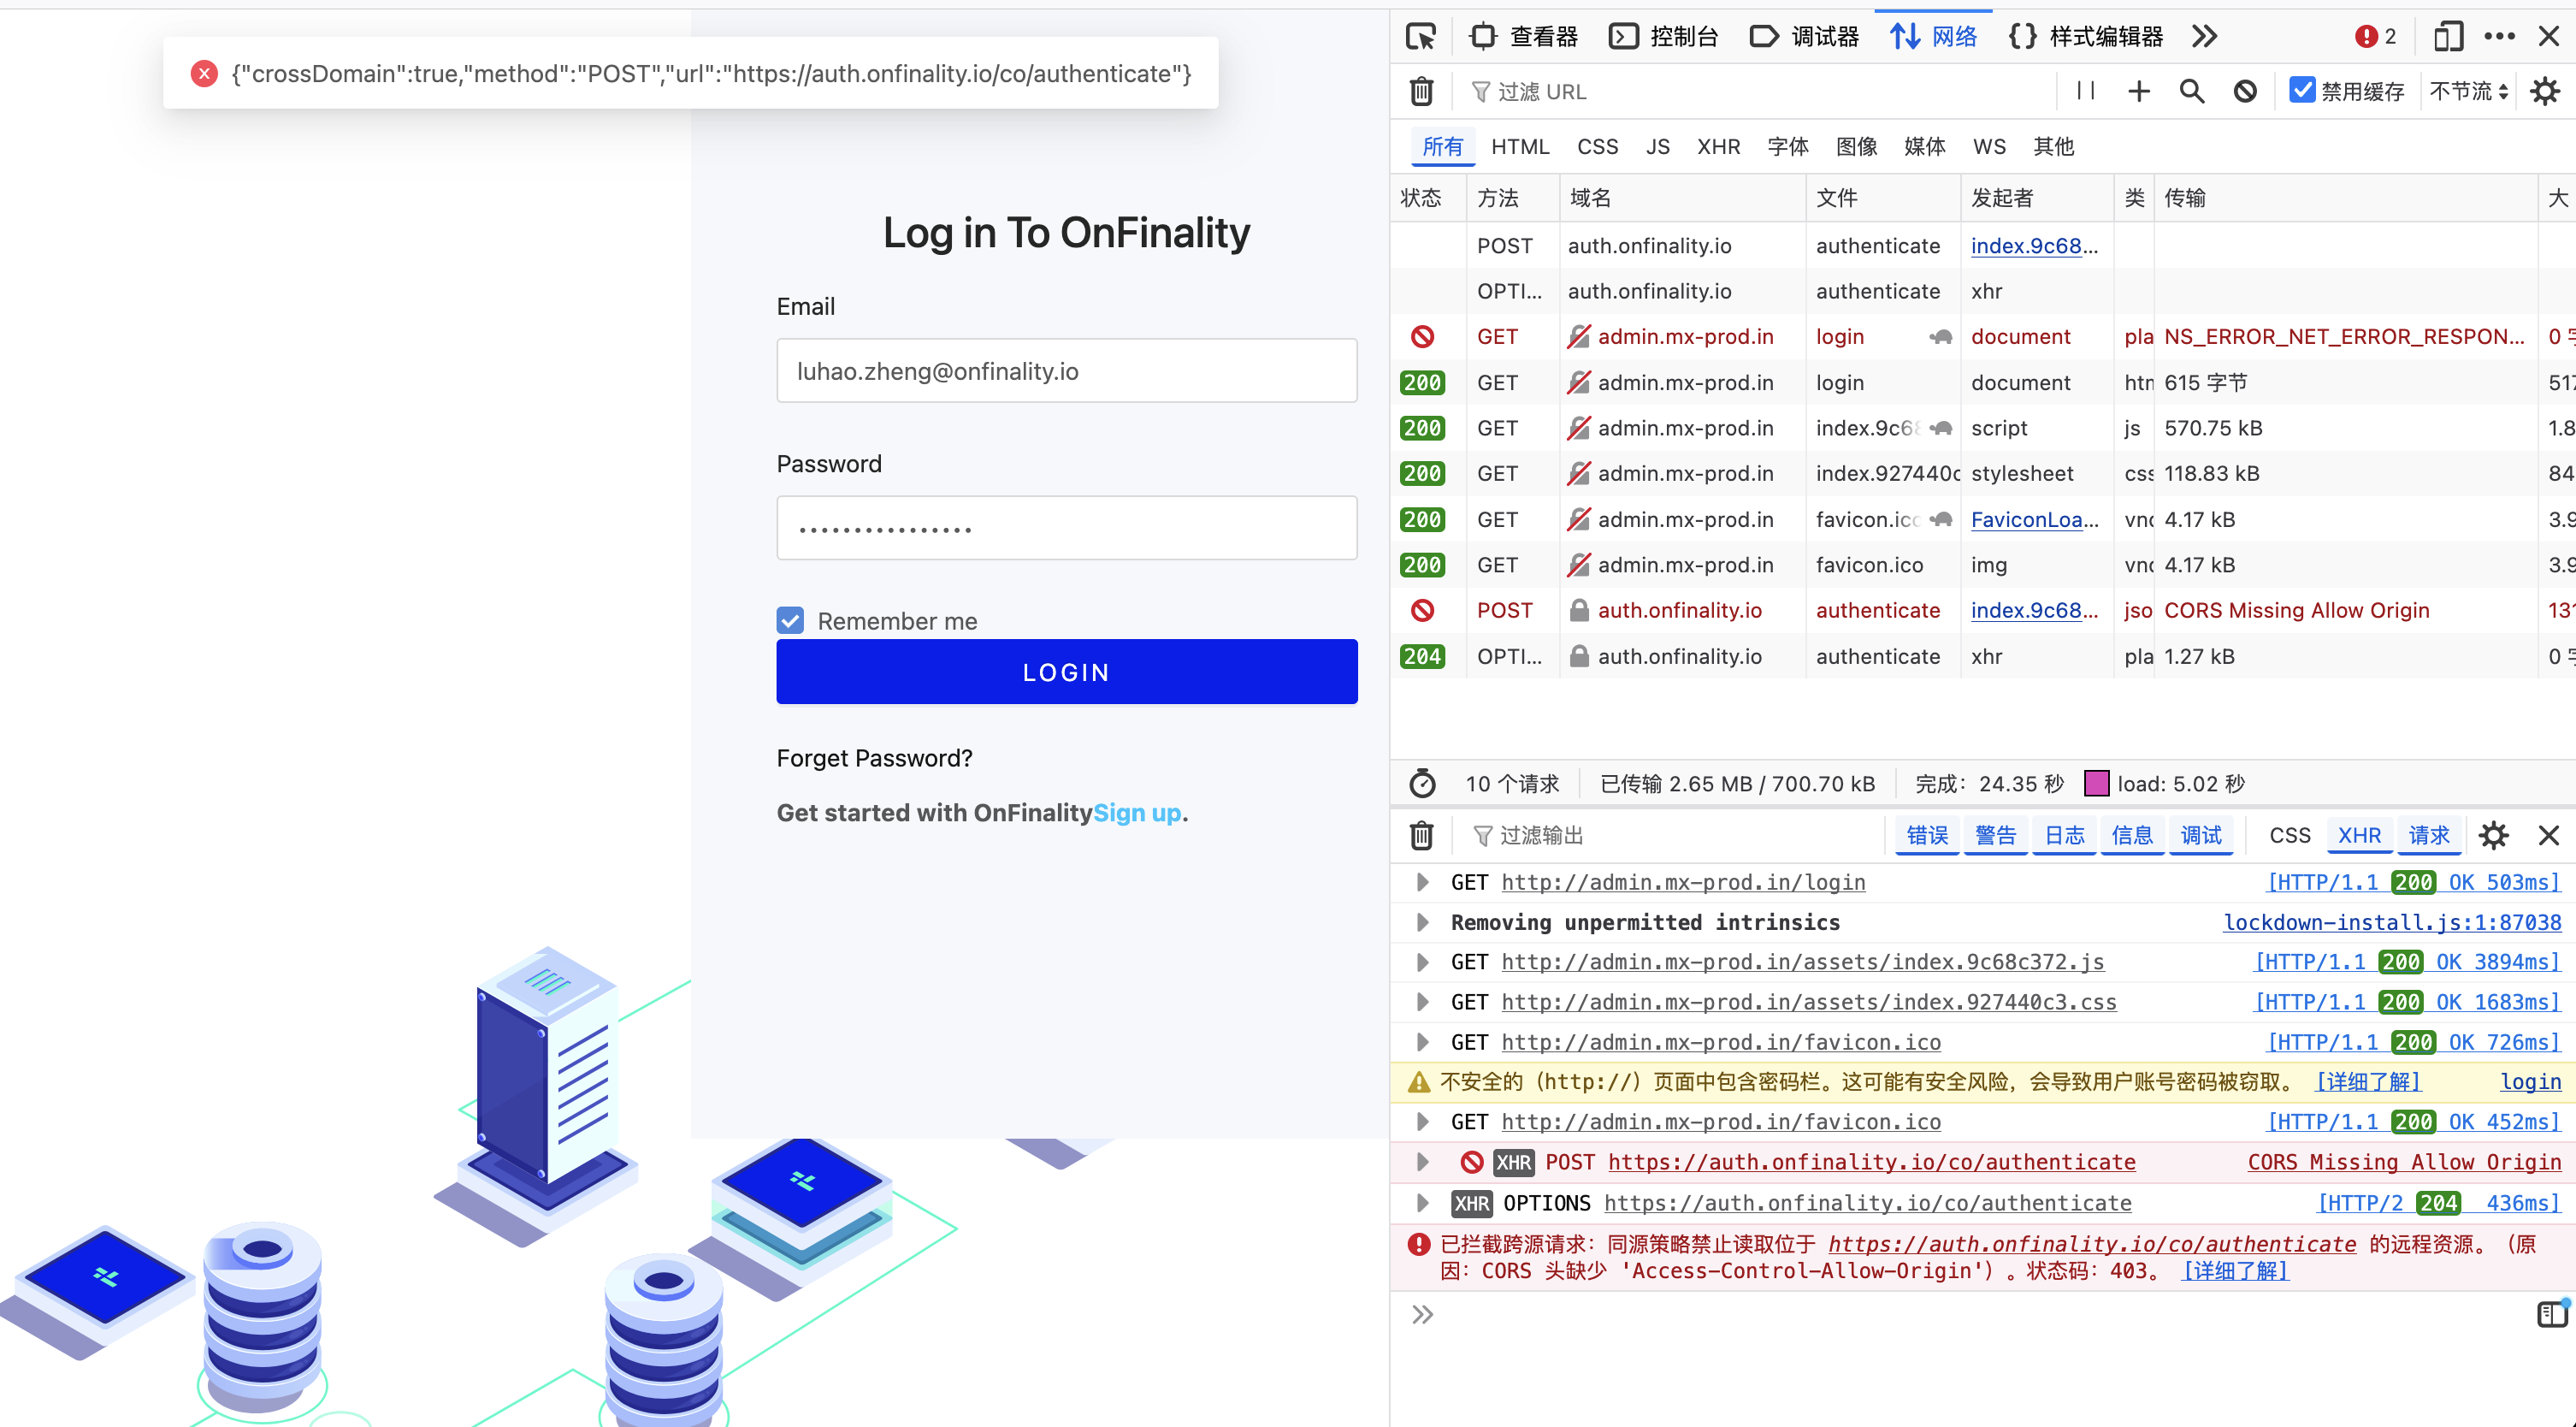 {"crossDomain":true,"method":"POST","url":"https://auth.onfinality.io/co/authenticate"}
Log in To OnFinality
Email
luhao.zheng@onfinality.io
Password
••••••••••••••••
Remember me
LOGIN
Forget Password?
Get started with OnFinalitySign up.
查看器 控制台 调试器 网络 {} 样式编辑器 2
过滤 URL 禁用缓存 不节流
所有 HTML CSS JS XHR 字体 图像 媒体 WS 其他
状态 方法 域名 文件 发起者 类 传输 大
POST auth.onfinality.io authenticate index.9c68...
OPTI... auth.onfinality.io authenticate xhr
GET admin.mx-prod.in login document pla NS_ERROR_NET_ERROR_RESPON... 0
200 GET admin.mx-prod.in login document 615 字节 517
200 GET admin.mx-prod.in index.9c68 script js 570.75 kB 1.8
200 GET admin.mx-prod.in index.927440c stylesheet css 118.83 kB 84
200 GET admin.mx-prod.in favicon.ico FaviconLoa... vnd 4.17 kB 3.9
200 GET admin.mx-prod.in favicon.ico img vnd 4.17 kB 3.9
POST auth.onfinality.io authenticate index.9c68... jso CORS Missing Allow Origin 131
204 OPTI... auth.onfinality.io authenticate xhr pla 1.27 kB 0
10 个请求 已传输 2.65 MB / 700.70 kB 完成：24.35 秒 load: 5.02 秒
过滤输出 错误 警告 日志 信息 调试 CSS XHR 请求
GET http://admin.mx-prod.in/login [HTTP/1.1 200 OK 503ms]
Removing unpermitted intrinsics lockdown-install.js:1:87038
GET http://admin.mx-prod.in/assets/index.9c68c372.js [HTTP/1.1 200 OK 3894ms]
GET http://admin.mx-prod.in/assets/index.927440c3.css [HTTP/1.1 200 OK 1683ms]
GET http://admin.mx-prod.in/favicon.ico [HTTP/1.1 200 OK 726ms]
不安全的（http://）页面中包含密码栏。这可能有安全风险，会导致用户账号密码被窃取。 [详细了解] login
GET http://admin.mx-prod.in/favicon.ico [HTTP/1.1 200 OK 452ms]
XHR POST https://auth.onfinality.io/co/authenticate CORS Missing Allow Origin
XHR OPTIONS https://auth.onfinality.io/co/authenticate [HTTP/2 204 436ms]
已拦截跨源请求：同源策略禁止读取位于 https://auth.onfinality.io/co/authenticate 的远程资源。（原
因：CORS 头缺少 'Access-Control-Allow-Origin'）。状态码：403。 [详细了解]